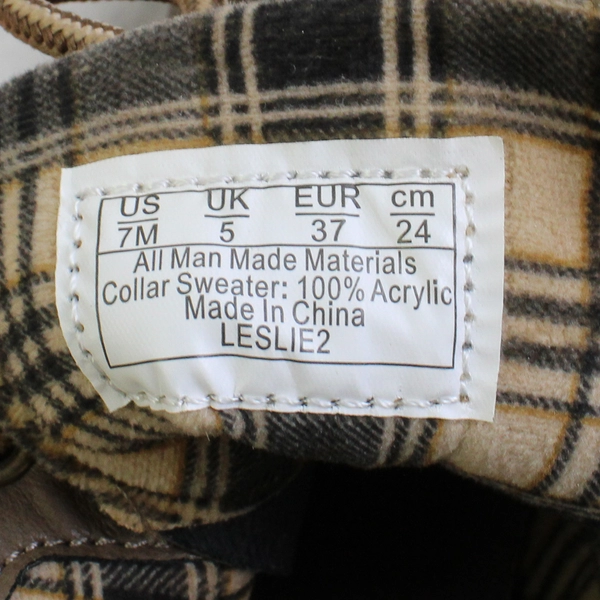 US UK EUR cm
7M 5 37 24
All Man Made Materials
Collar Sweater: 100% Acrylic
Made In China
LESLIE2